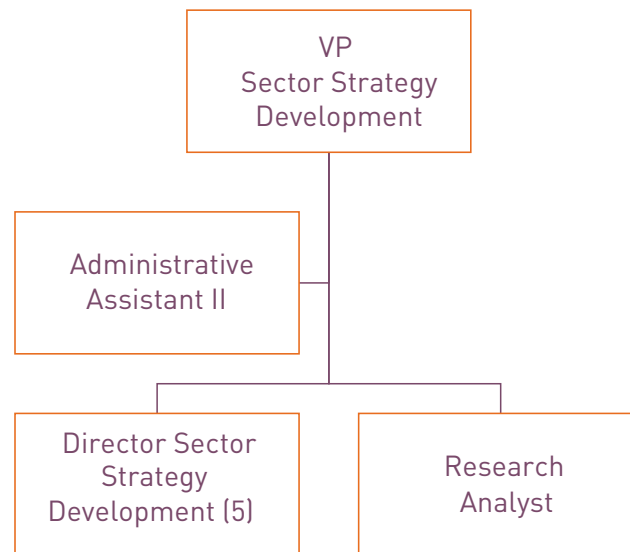 VP
Sector Strategy
Development
Administrative
Assistant II
Director Sector
Strategy
Development (5)
Research
Analyst